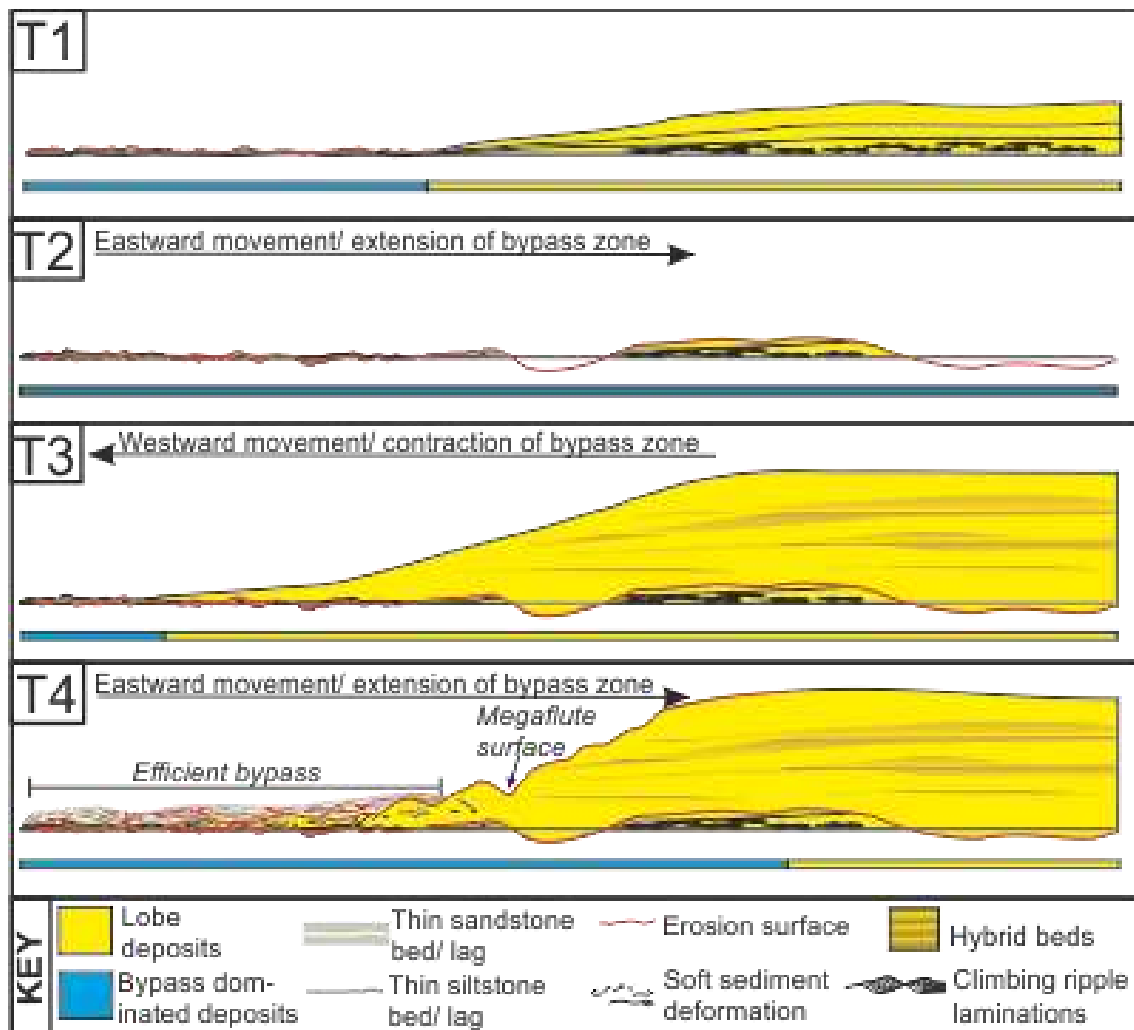 T1
T2
Eastward movement/ extension of bypass zone
T3
Westward movement/ contraction of bypass zone
T4
Eastward movement/ extension of bypass zone
Megaflute
surface
Efficient bypass
KEY
Lobe
deposits
Thin sandstone
bed/ lag
Erosion surface
Hybrid beds
Bypass dom-
inated deposits
Thin siltstone
bed/ lag
Soft sediment
deformation
Climbing ripple
laminations